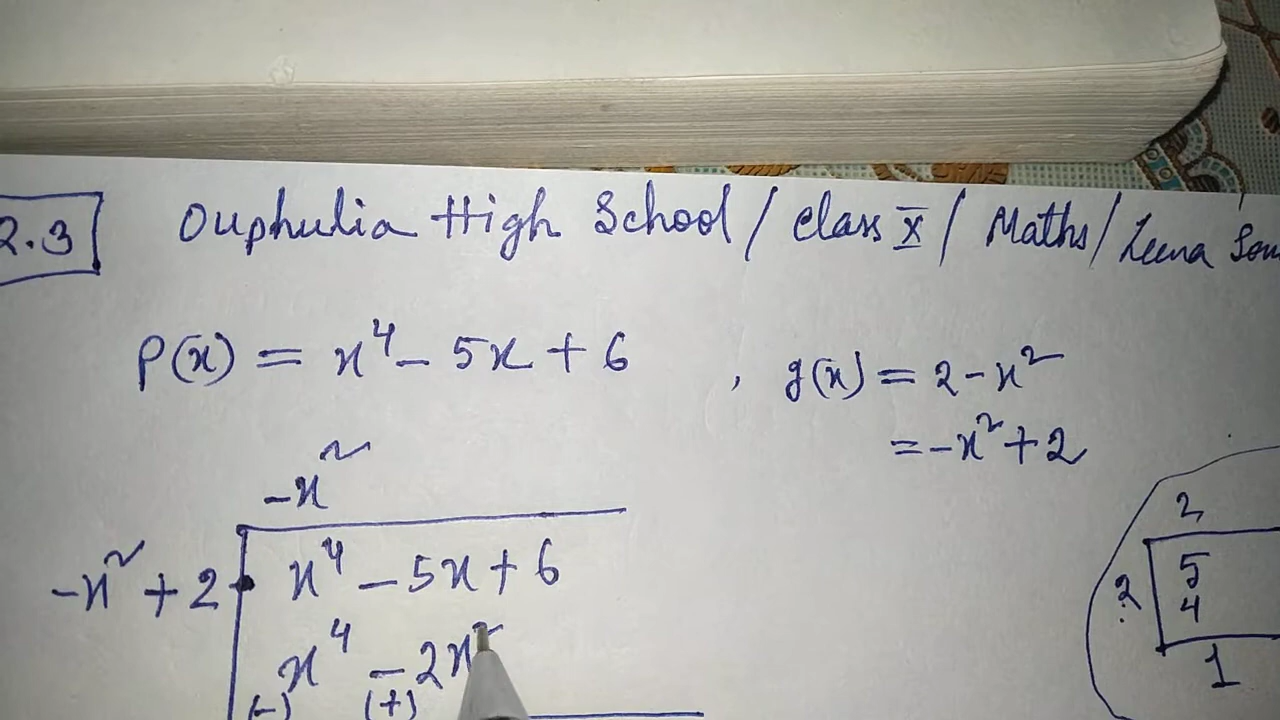 2.3 Ouphulia High School / Class X / Maths / Leena
P(x) = x⁴ - 5x + 6 , g(x) = 2 - x²
= -x² + 2
-x²
-x² + 2 x⁴ - 5x + 6
x⁴ - 2x²
(-) (+)
2
2 5
4
1